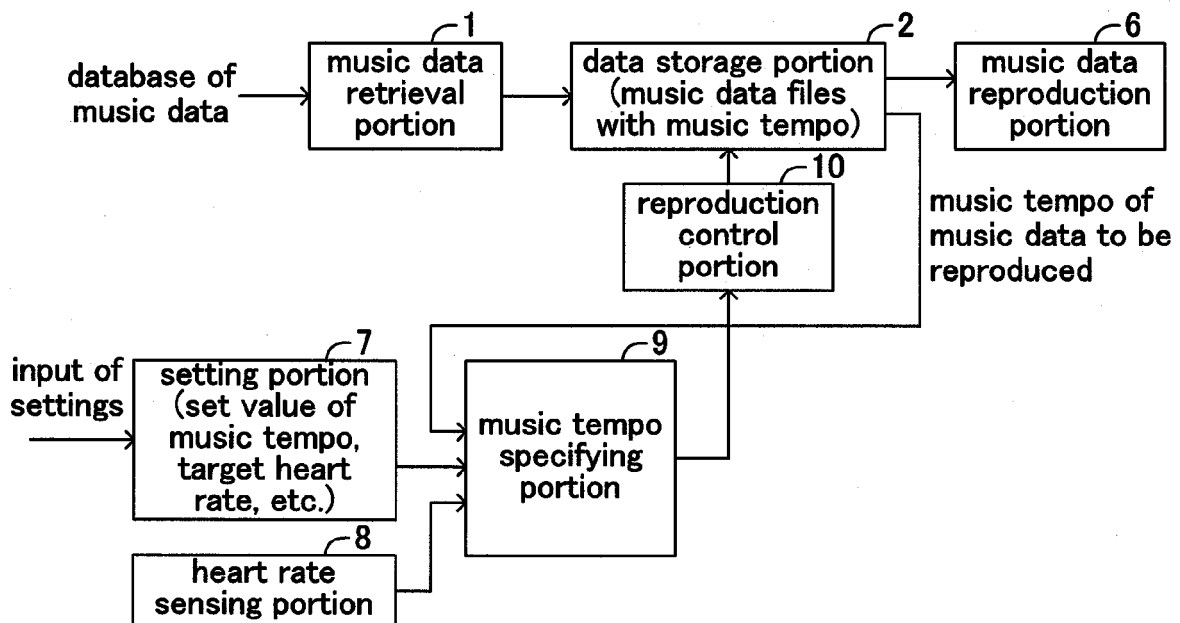 1
2
6
database of
music data
music data
retrieval
portion
data storage portion
(music data files
with music tempo)
music data
reproduction
portion
10
reproduction
control
portion
music tempo of
music data to be
reproduced
7
9
input of
settings
setting portion
(set value of
music tempo,
target heart
rate, etc.)
music tempo
specifying
portion
8
heart rate
sensing portion